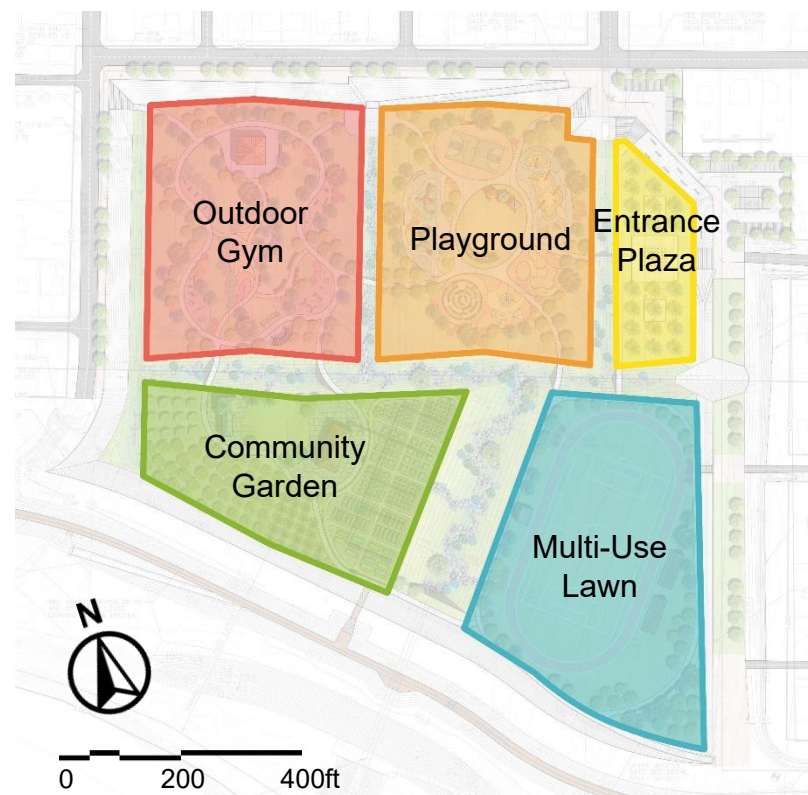 Outdoor
Gym
Playground
Entrance
Plaza
Community
Garden
Multi-Use
Lawn
N
0 200 400ft